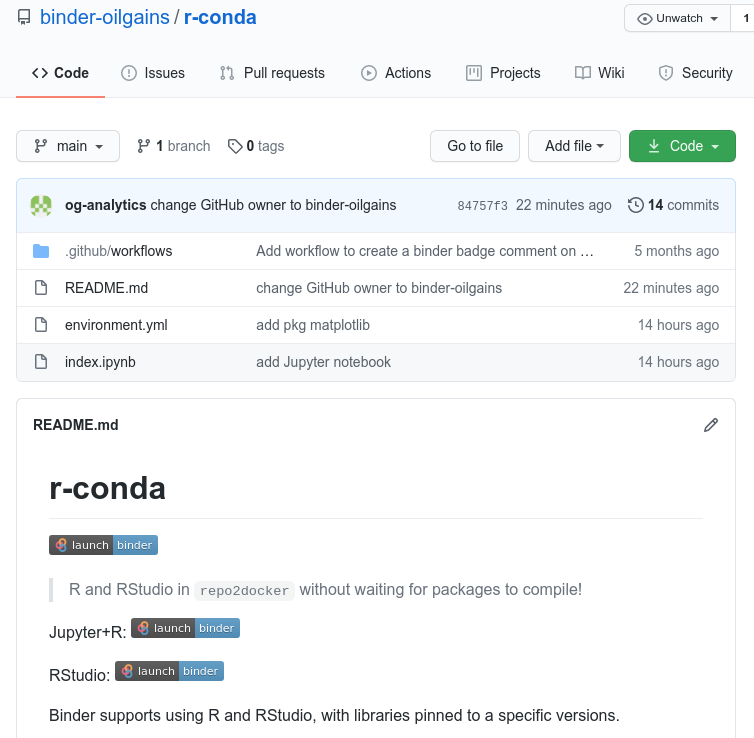 binder-oilgains / r-conda
Unwatch 1
Code Issues Pull requests Actions Projects Wiki Security
main 1 branch 0 tags Go to file Add file Code
og-analytics change GitHub owner to binder-oilgains 84757f3 22 minutes ago 14 commits
.github/workflows Add workflow to create a binder badge comment on … 5 months ago
README.md change GitHub owner to binder-oilgains 22 minutes ago
environment.yml add pkg matplotlib 14 hours ago
index.ipynb add Jupyter notebook 14 hours ago
README.md
r-conda
launch binder
R and RStudio in repo2docker without waiting for packages to compile!
Jupyter+R: launch binder
RStudio: launch binder
Binder supports using R and RStudio, with libraries pinned to a specific versions.